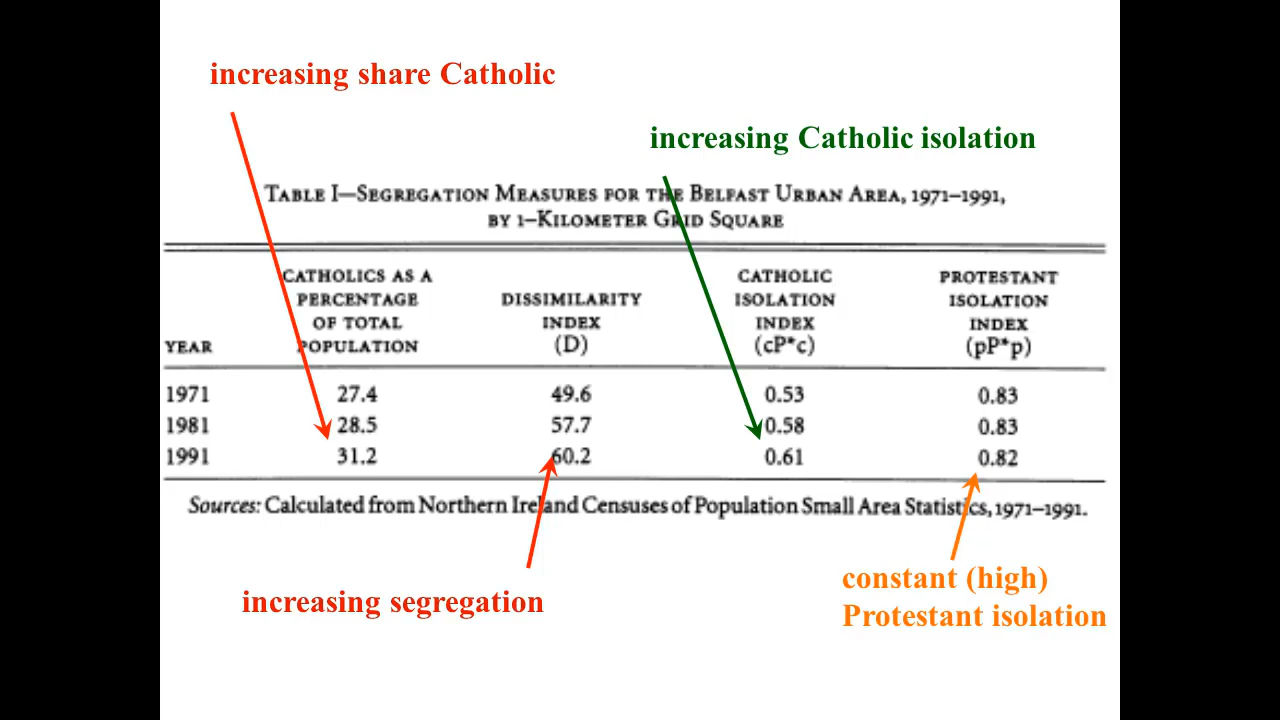 increasing share Catholic
increasing Catholic isolation
TABLE I—SEGREGATION MEASURES FOR THE BELFAST URBAN AREA, 1971–1991,
BY 1–KILOMETER GRID SQUARE
YEAR
CATHOLICS AS A
PERCENTAGE
OF TOTAL
POPULATION
DISSIMILARITY
INDEX
(D)
CATHOLIC
ISOLATION
INDEX
(cP*c)
PROTESTANT
ISOLATION
INDEX
(pP*p)
1971 27.4 49.6 0.53 0.83
1981 28.5 57.7 0.58 0.83
1991 31.2 60.2 0.61 0.82
Sources: Calculated from Northern Ireland Censuses of Population Small Area Statistics, 1971–1991.
increasing segregation
constant (high)
Protestant isolation